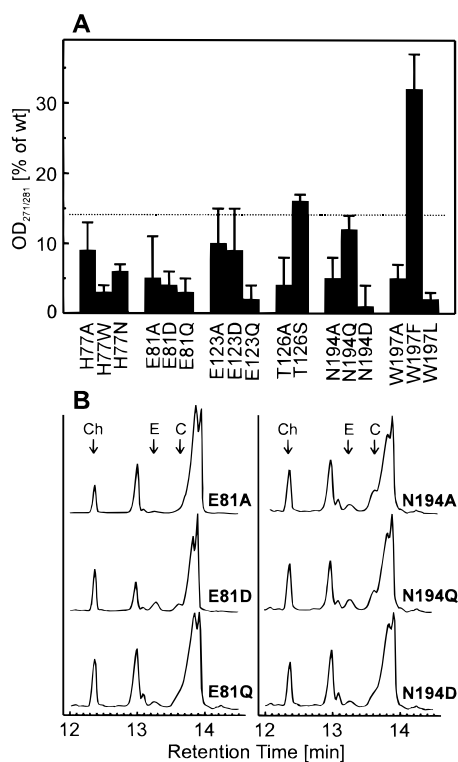 A
OD271/281 [% of wt]
30
20
10
0
H77A
H77W
H77N
E81A
E81D
E81Q
E123A
E123D
E123Q
T126A
T126S
N194A
N194Q
N194D
W197A
W197F
W197L
B
Ch E C
Ch E C
E81A
N194A
E81D
N194Q
E81Q
N194D
12 13 14
12 13 14
Retention Time [min]